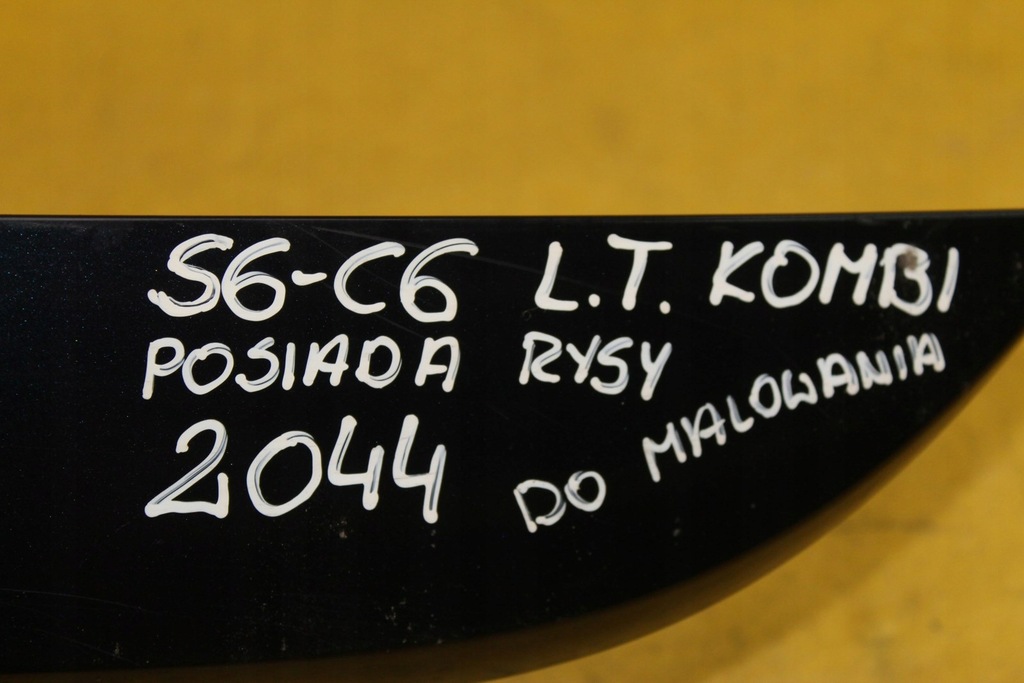 S6-C6 L.T. KOMBI
POSIADA RYSY
2044 DO MALOWANIA